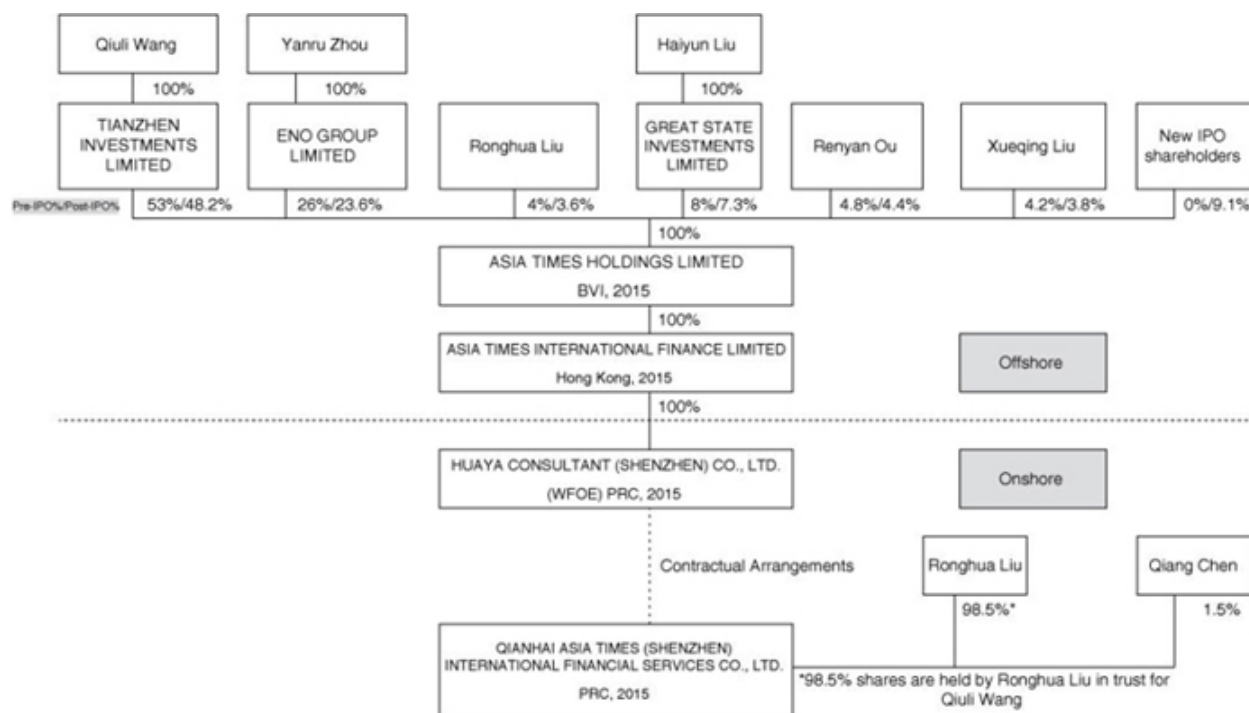 Qiuli Wang
Yanru Zhou
Haiyun Liu
100%
100%
100%
TIANZHEN
INVESTMENTS
LIMITED
ENO GROUP
LIMITED
Ronghua Liu
GREAT STATE
INVESTMENTS
LIMITED
Renyan Ou
Xueqing Liu
New IPO
shareholders
Pre-IPO%/Post-IPO%
53%/48.2%
26%/23.6%
4%/3.6%
8%/7.3%
4.8%/4.4%
4.2%/3.8%
0%/9.1%
100%
ASIA TIMES HOLDINGS LIMITED
BVI, 2015
100%
ASIA TIMES INTERNATIONAL FINANCE LIMITED
Hong Kong, 2015
Offshore
100%
HUAYA CONSULTANT (SHENZHEN) CO., LTD.
(WFOE) PRC, 2015
Onshore
Contractual Arrangements
Ronghua Liu
Qiang Chen
98.5%*
1.5%
QIANHAI ASIA TIMES (SHENZHEN)
INTERNATIONAL FINANCIAL SERVICES CO., LTD.
PRC, 2015
*98.5% shares are held by Ronghua Liu in trust for
Qiuli Wang